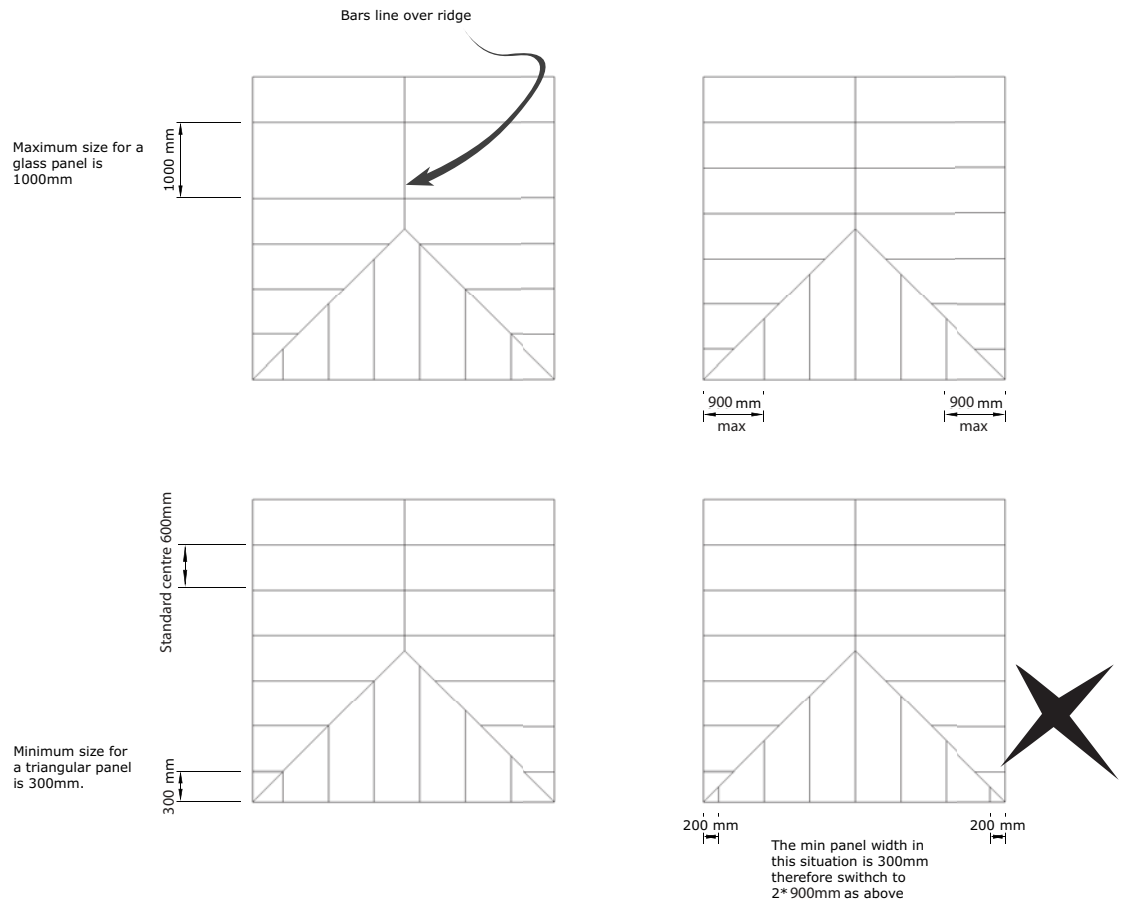 Bars line over ridge
Maximum size for a
glass panel is
1000mm
1000 mm
900 mm
max
900 mm
max
Standard centre 600mm
Minimum size for
a triangular panel
is 300mm.
300 mm
200 mm
200 mm
The min panel width in
this situation is 300mm
therefore swithch to
2* 900mm as above